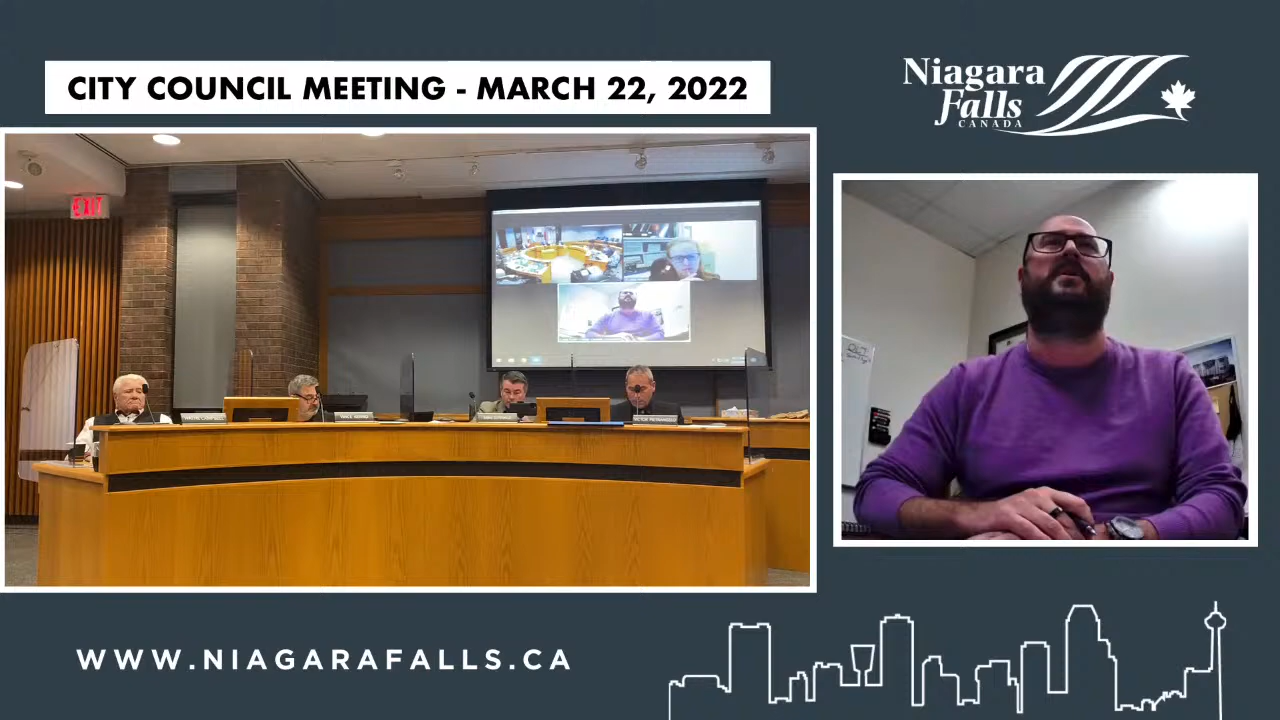 CITY COUNCIL MEETING - MARCH 22, 2022
Niagara
Falls
CANADA
EXIT
WWW.NIAGARAFALLS.CA